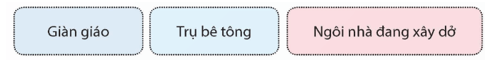 Giàn giáo
Trụ bê tông
Ngôi nhà đang xây dở